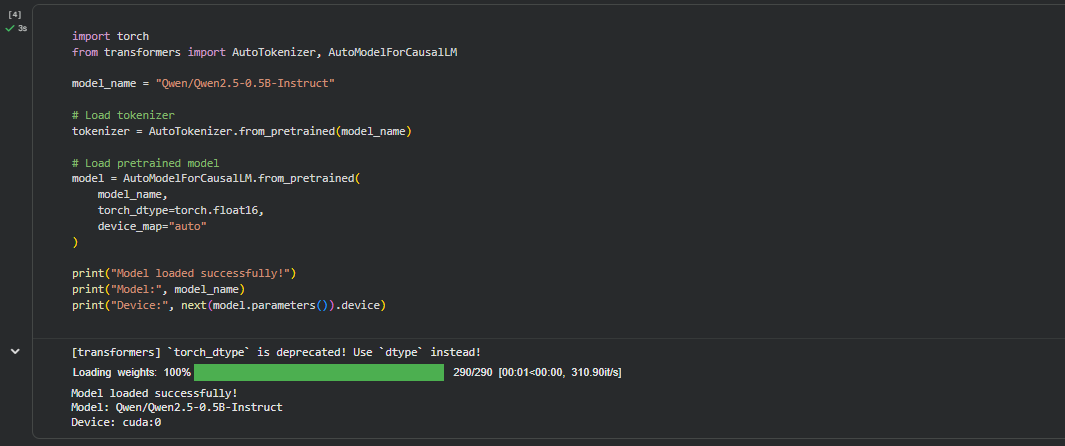 [4]
3s
import torch
from transformers import AutoTokenizer, AutoModelForCausalLM
model_name = "Qwen/Qwen2.5-0.5B-Instruct"
# Load tokenizer
tokenizer = AutoTokenizer.from_pretrained(model_name)
# Load pretrained model
model = AutoModelForCausalLM.from_pretrained(
    model_name,
    torch_dtype=torch.float16,
    device_map="auto"
)
print("Model loaded successfully!")
print("Model:", model_name)
print("Device:", next(model.parameters()).device)
[transformers] `torch_dtype` is deprecated! Use `dtype` instead!
Loading weights: 100% 290/290 [00:01<00:00, 310.90it/s]
Model loaded successfully!
Model: Qwen/Qwen2.5-0.5B-Instruct
Device: cuda:0